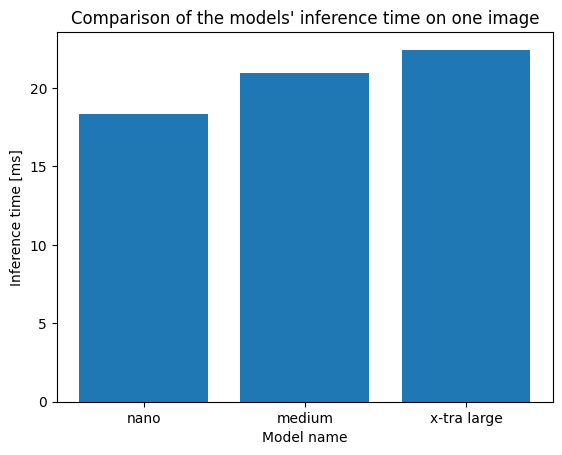 Comparison of the models' inference time on one image
Inference time [ms]
20
15
10
5
0
nano medium x-tra large
Model name